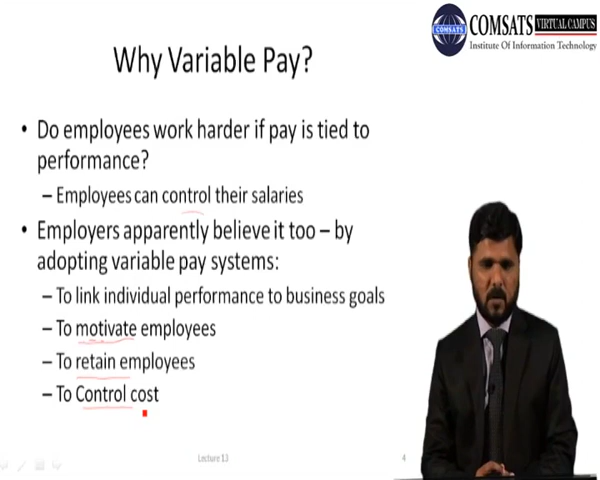 COMSATS VIRTUAL CAMPUS
Institute Of Information Technology
COMSATS
Why Variable Pay?
• Do employees work harder if pay is tied to
performance?
– Employees can control their salaries
• Employers apparently believe it too – by
adopting variable pay systems:
– To link individual performance to business goals
– To motivate employees
– To retain employees
– To Control cost
Lecture 13
4